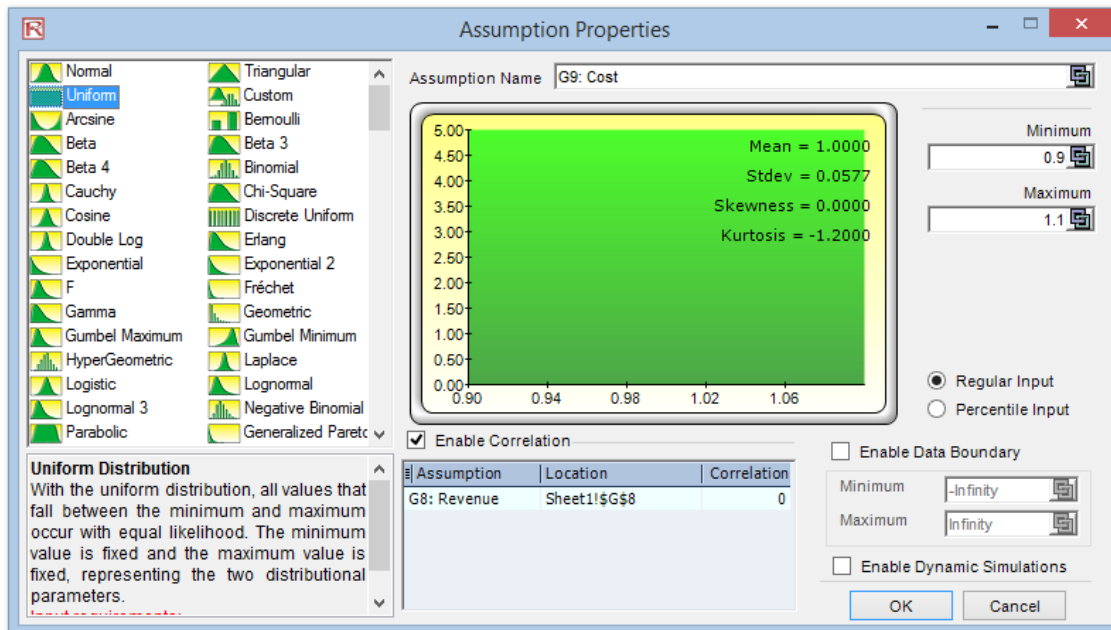 Assumption Properties
Normal
Triangular
Uniform
Custom
Arcsine
Bernoulli
Beta
Beta 3
Beta 4
Binomial
Cauchy
Chi-Square
Cosine
Discrete Uniform
Double Log
Erlang
Exponential
Exponential 2
F
Fréchet
Gamma
Geometric
Gumbel Maximum
Gumbel Minimum
HyperGeometric
Laplace
Logistic
Lognormal
Lognormal 3
Negative Binomial
Parabolic
Generalized Pareto
Uniform Distribution
With the uniform distribution, all values that
fall between the minimum and maximum
occur with equal likelihood. The minimum
value is fixed and the maximum value is
fixed, representing the two distributional
parameters.
Input requirements:
Assumption Name G9: Cost
5.00
4.50
4.00
3.50
3.00
2.50
2.00
1.50
1.00
0.50
0.00
0.90 0.94 0.98 1.02 1.06
Mean = 1.0000
Stdev = 0.0577
Skewness = 0.0000
Kurtosis = -1.2000
Minimum
0.9
Maximum
1.1
Regular Input
Percentile Input
Enable Correlation
Assumption Location Correlation
G8: Revenue Sheet1!$G$8 0
Enable Data Boundary
Minimum -Infinity
Maximum Infinity
Enable Dynamic Simulations
OK Cancel